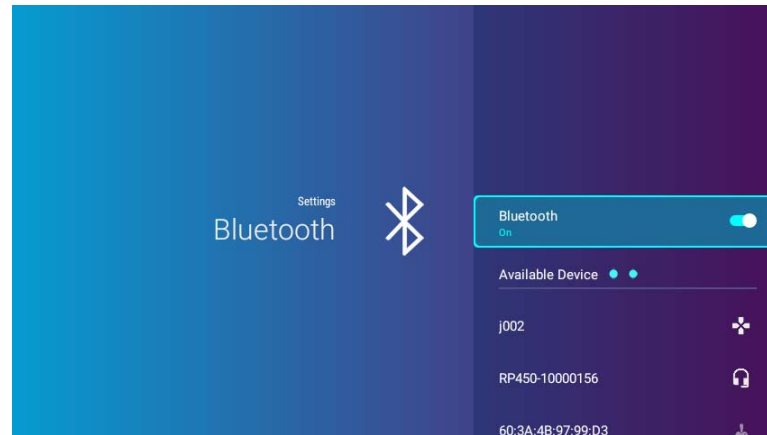 Settings
Bluetooth
Bluetooth
On
Available Device
j002
RP450-10000156
60:3A:4B:97:99:D3